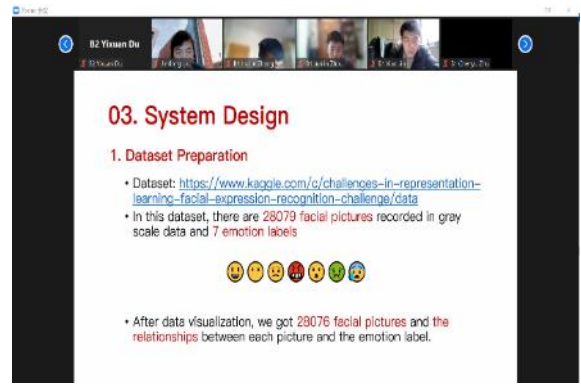 B2 Yixuan Du
03. System Design
1. Dataset Preparation
• Dataset: https://www.kaggle.com/c/challenges-in-representation-
learning-facial-expression-recognition-challenge/data
• In this dataset, there are 28079 facial pictures recorded in gray
scale data and 7 emotion labels
• After data visualization, we got 28076 facial pictures and the
relationships between each picture and the emotion label.